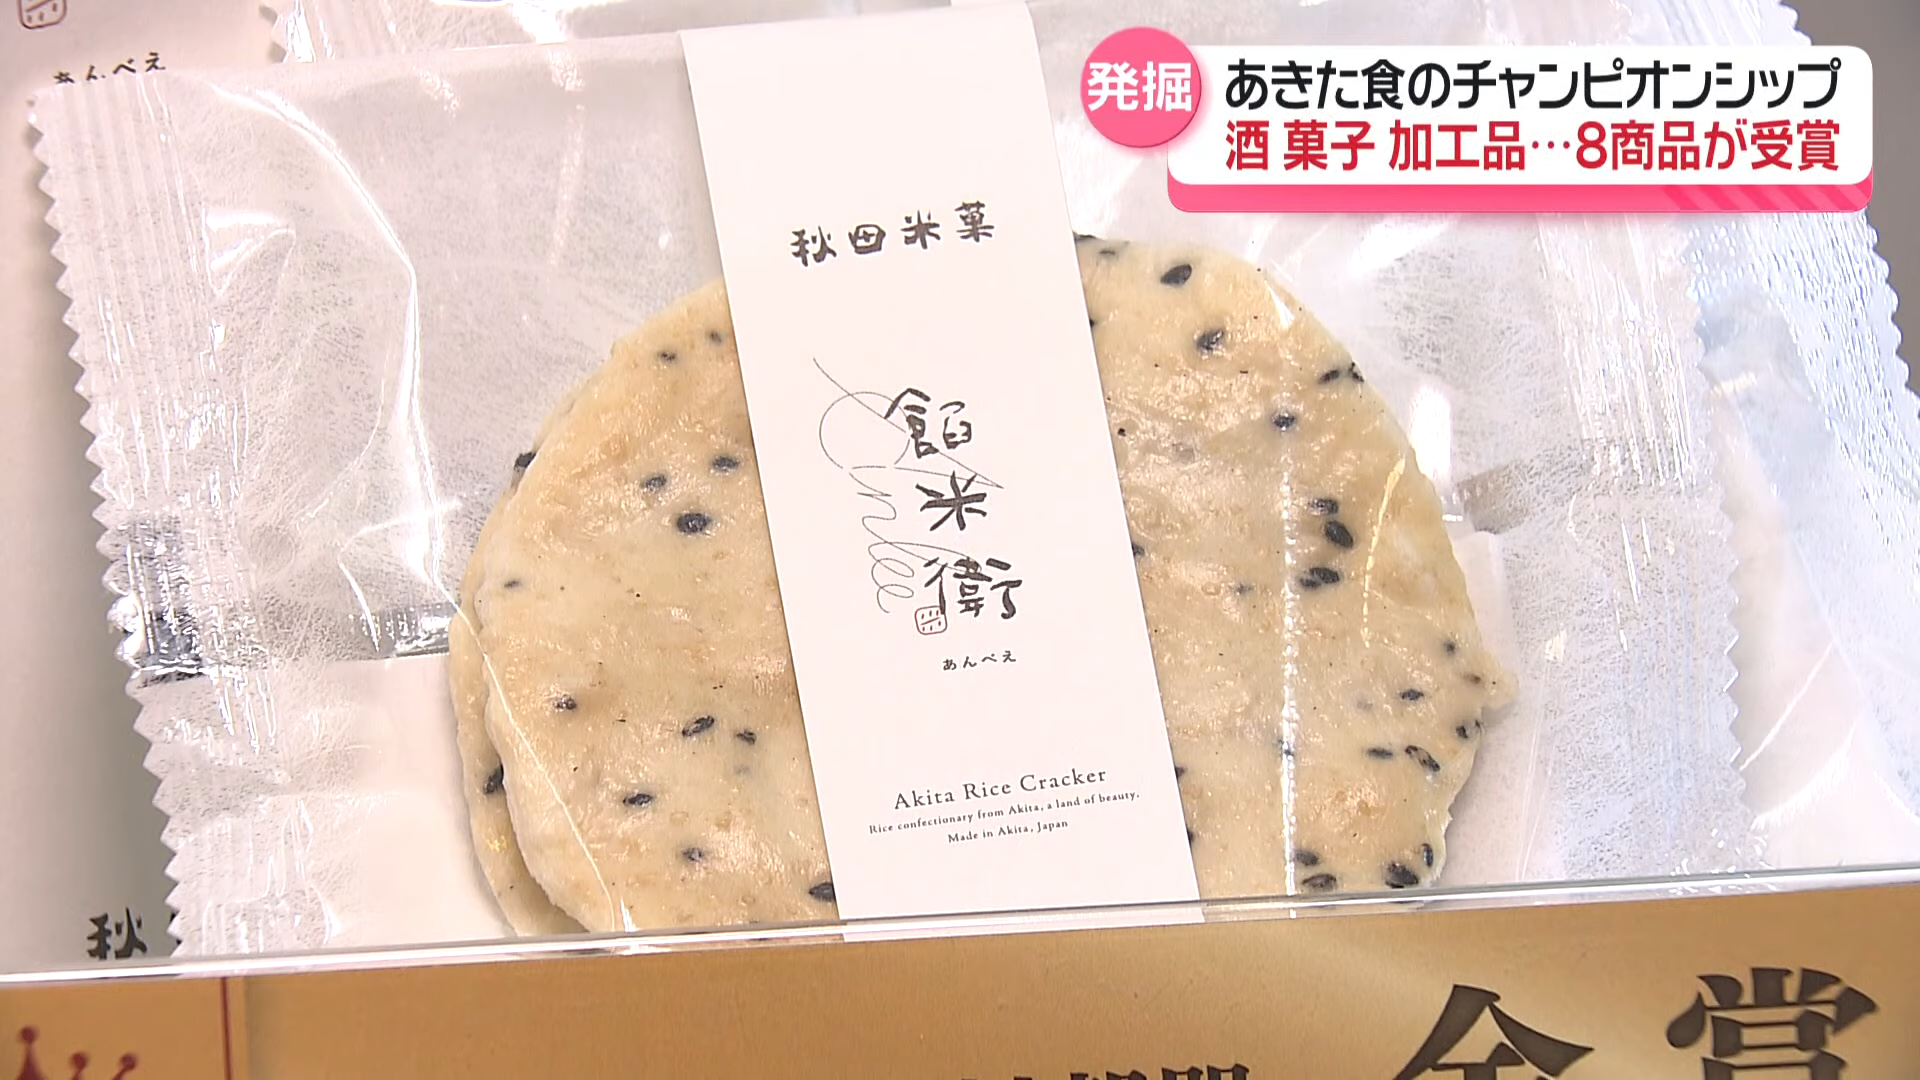 発掘
あきた食のチャンピオンシップ
酒 菓子 加工品…8商品が受賞
あんべえ
秋田米菓
餡米衛
Anbee
あんべえ
Akita Rice Cracker
Rice confectionary from Akita, a land of beauty.
Made in Akita, Japan
秋
金賞